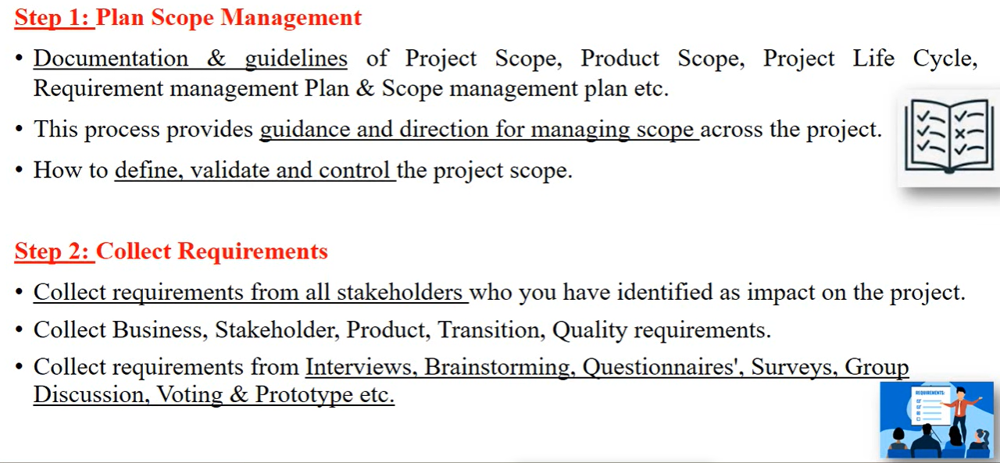 Step 1: Plan Scope Management
• Documentation & guidelines of Project Scope, Product Scope, Project Life Cycle,
Requirement management Plan & Scope management plan etc.
• This process provides guidance and direction for managing scope across the project.
• How to define, validate and control the project scope.
Step 2: Collect Requirements
• Collect requirements from all stakeholders who you have identified as impact on the project.
• Collect Business, Stakeholder, Product, Transition, Quality requirements.
• Collect requirements from Interviews, Brainstorming, Questionnaires', Surveys, Group
Discussion, Voting & Prototype etc.
REQUIREMENTS: